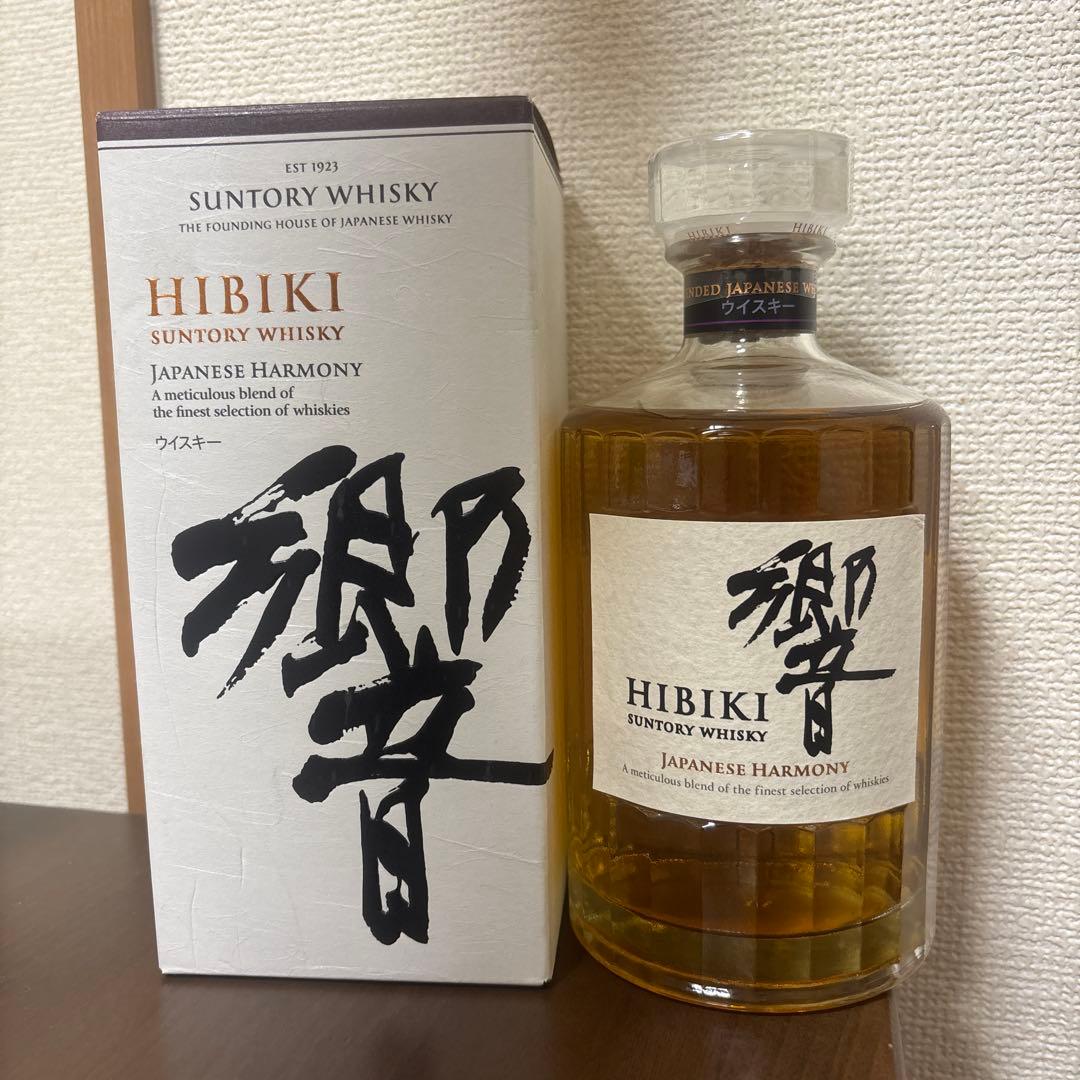 EST 1923
SUNTORY WHISKY
THE FOUNDING HOUSE OF JAPANESE WHISKY
HIBIKI
SUNTORY WHISKY
JAPANESE HARMONY
A meticulous blend of
the finest selection of whiskies
ウイスキー
響
HIBIKI HIBIKI
JAPANESE
ウイスキー
響
HIBIKI
SUNTORY WHISKY
JAPANESE HARMONY
A meticulous blend of the finest selection of whiskies